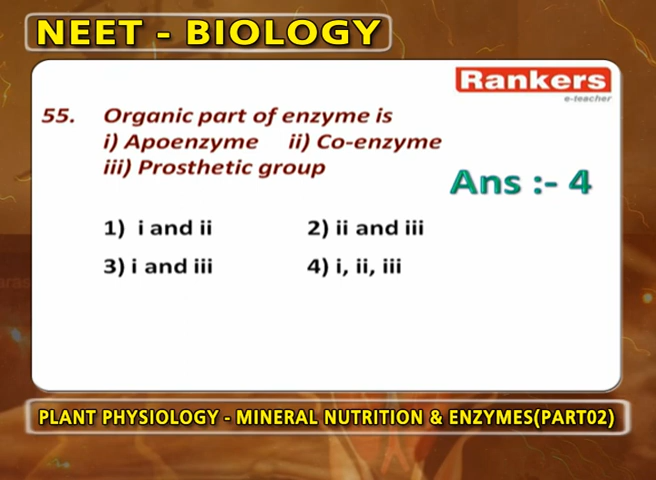 NEET - BIOLOGY
Rankers
e-teacher
55. Organic part of enzyme is
i) Apoenzyme ii) Co-enzyme
iii) Prosthetic group
Ans :- 4
1) i and ii 2) ii and iii
3) i and iii 4) i, ii, iii
PLANT PHYSIOLOGY - MINERAL NUTRITION & ENZYMES(PART02)